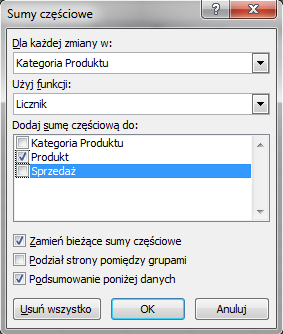 Sumy częściowe
Dla każdej zmiany w:
Kategoria Produktu
Użyj funkcji:
Licznik
Dodaj sumę częściową do:
Kategoria Produktu
Produkt
Sprzedaż
Zamień bieżące sumy częściowe
Podział strony pomiędzy grupami
Podsumowanie poniżej danych
Usuń wszystko OK Anuluj